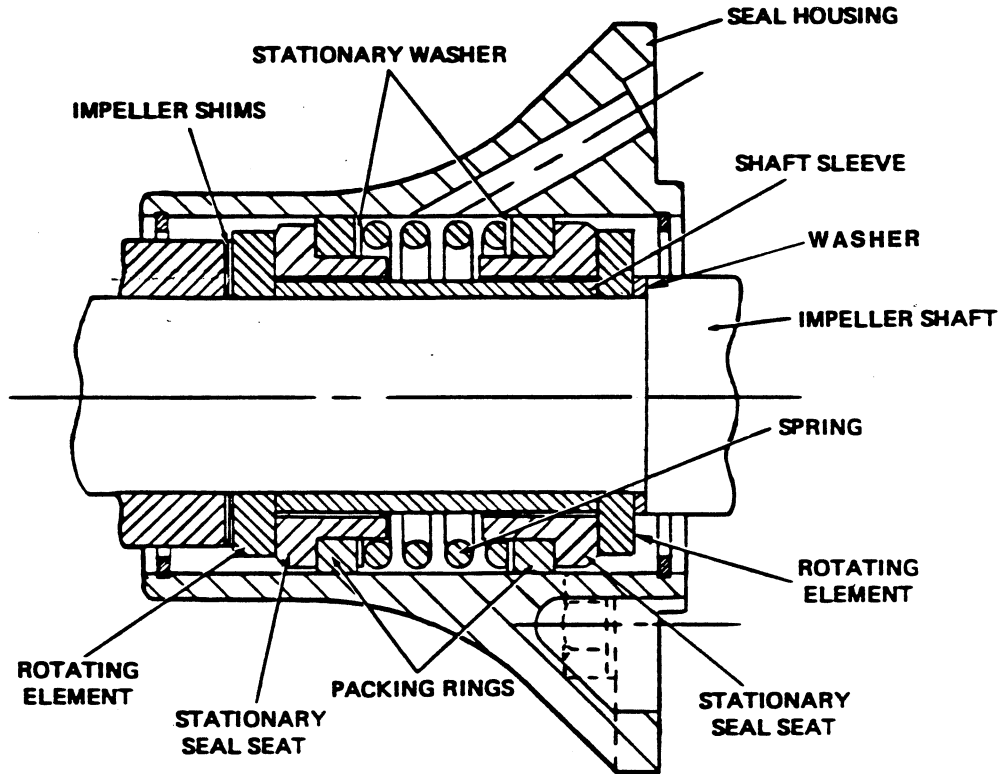 SEAL HOUSING
STATIONARY WASHER
IMPELLER SHIMS
SHAFT SLEEVE
WASHER
IMPELLER SHAFT
SPRING
ROTATING
ELEMENT
ROTATING
ELEMENT
PACKING RINGS
STATIONARY
SEAL SEAT
STATIONARY
SEAL SEAT